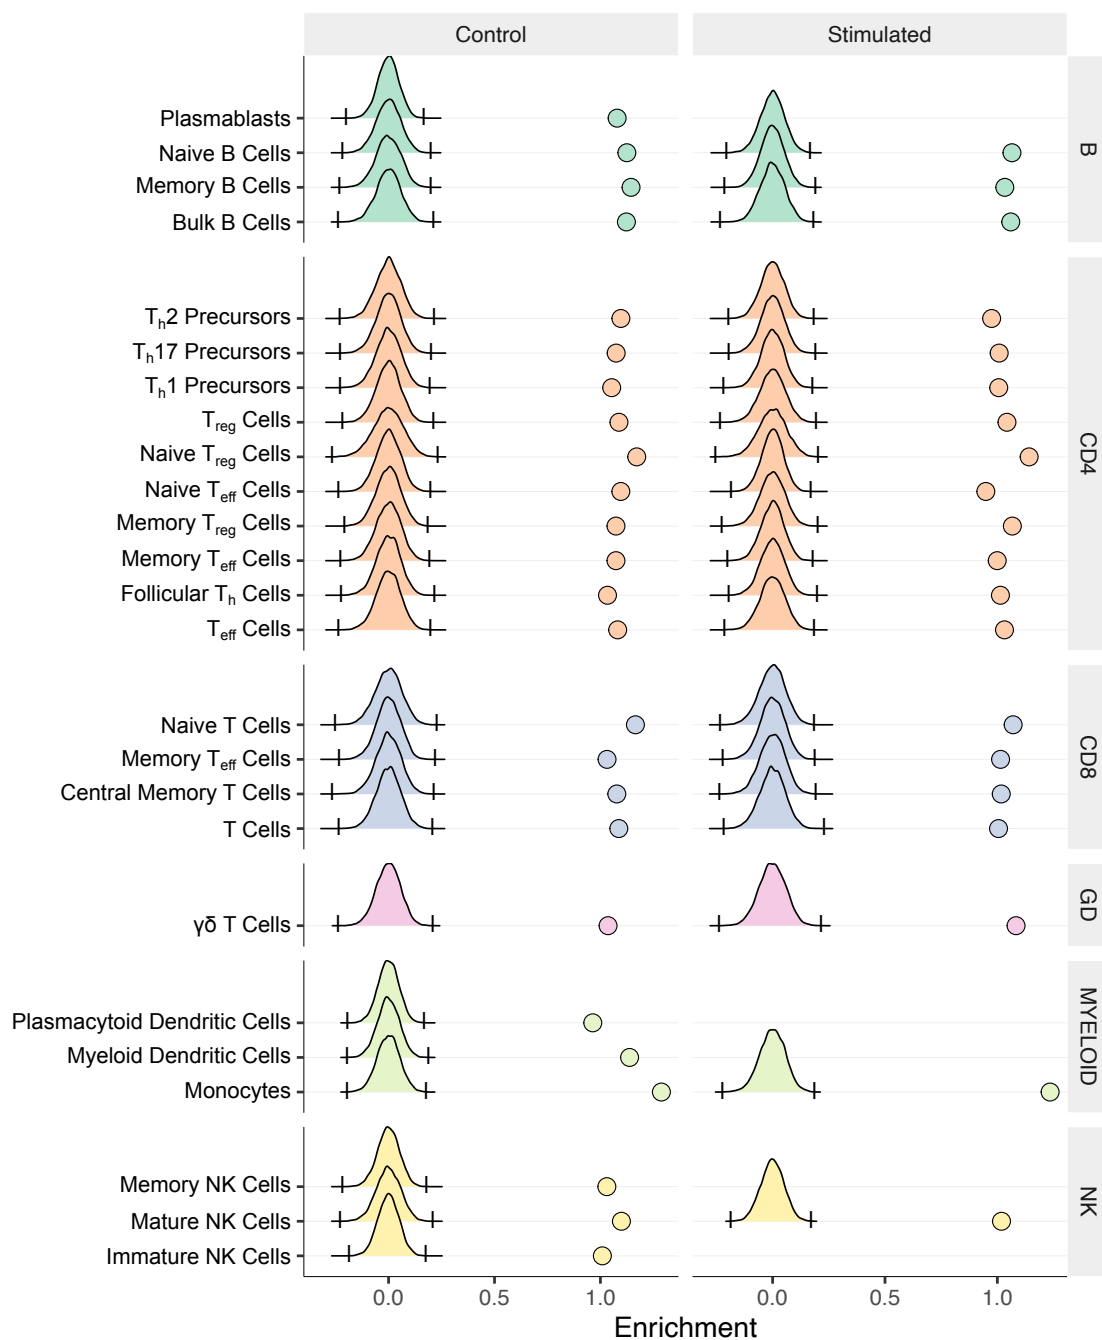 Control Stimulated
Plasmablasts
Naive B Cells
Memory B Cells
Bulk B Cells
B
Th2 Precursors
Th17 Precursors
Th1 Precursors
Treg Cells
Naive Treg Cells
Naive Teff Cells
Memory Treg Cells
Memory Teff Cells
Follicular Th Cells
Teff Cells
CD4
Naive T Cells
Memory Teff Cells
Central Memory T Cells
T Cells
CD8
γδ T Cells
GD
Plasmacytoid Dendritic Cells
Myeloid Dendritic Cells
Monocytes
MYELOID
Memory NK Cells
Mature NK Cells
Immature NK Cells
NK
0.0 0.5 1.0 0.0 0.5 1.0
Enrichment